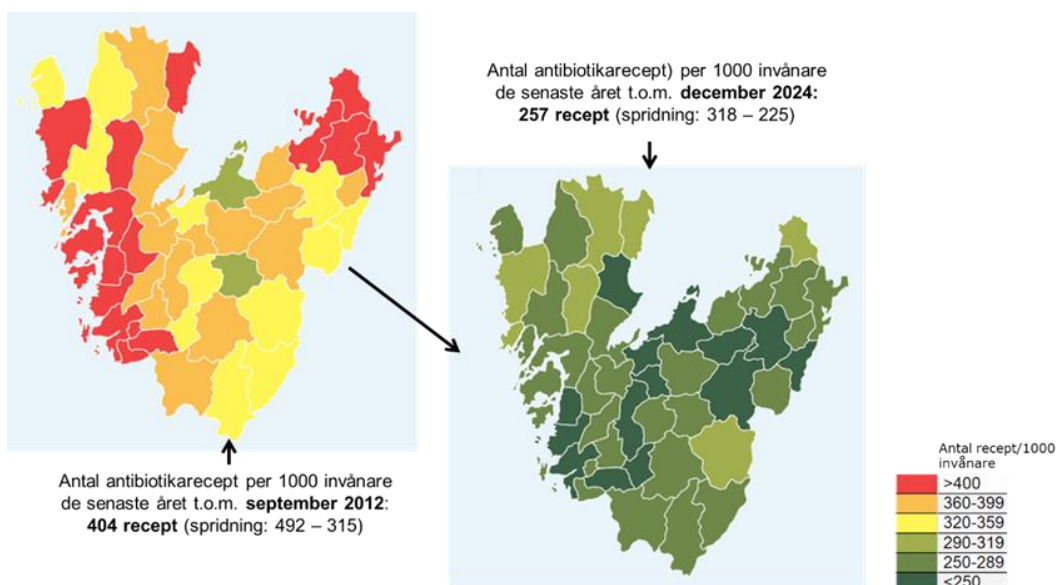 Antal antibiotikarecept) per 1000 invånare
de senaste året t.o.m. december 2024:
257 recept (spridning: 318 – 225)
Antal antibiotikarecept per 1000 invånare
de senaste året t.o.m. september 2012:
404 recept (spridning: 492 – 315)
Antal recept/1000
invånare
>400
360-399
320-359
290-319
250-289
<250